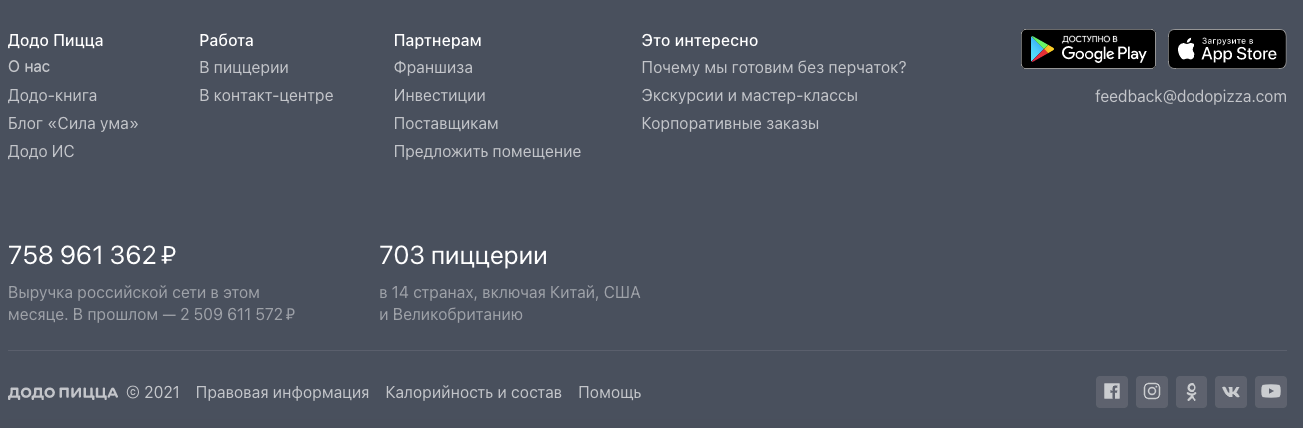 Додо Пицца
О нас
Додо-книга
Блог «Сила ума»
Додо ИС
Работа
В пиццерии
В контакт-центре
Партнерам
Франшиза
Инвестиции
Поставщикам
Предложить помещение
Это интересно
Почему мы готовим без перчаток?
Экскурсии и мастер-классы
Корпоративные заказы
ДОСТУПНО В
Google Play
Загрузите в
App Store
feedback@dodopizza.com
758 961 362 ₽
Выручка российской сети в этом
месяце. В прошлом — 2 509 611 572 ₽
703 пиццерии
в 14 странах, включая Китай, США
и Великобританию
ДОДО ПИЦЦА © 2021 Правовая информация Калорийность и состав Помощь